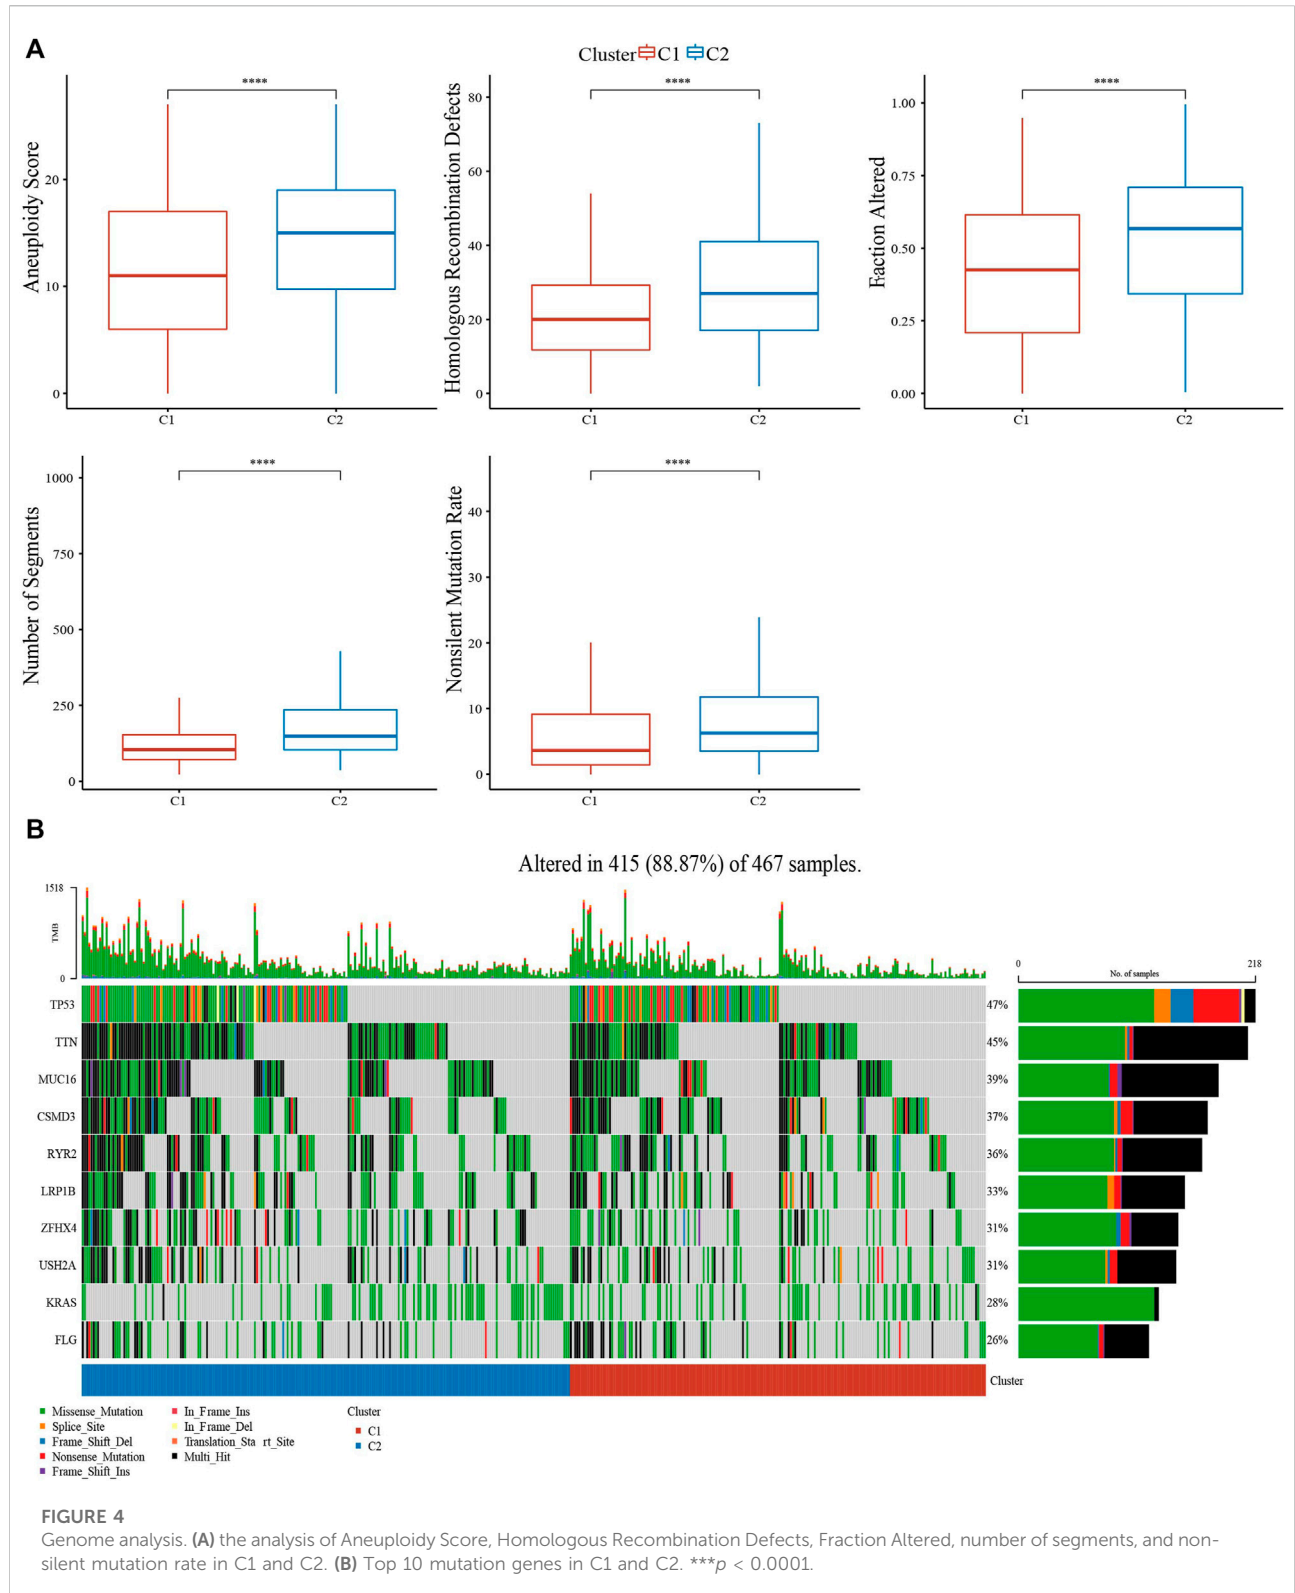 A
Cluster C1 C2
Aneuploidy Score
20
10
0
****
C1
C2
Homologous Recombination Defects
80
60
40
20
0
****
C1
C2
Fraction Altered
1.00
0.75
0.50
0.25
0.00
****
C1
C2
Number of Segments
1000
750
500
250
0
****
C1
C2
Nonsilent Mutation Rate
40
30
20
10
0
****
C1
C2
B
Altered in 415 (88.87%) of 467 samples.
1518
TMB
0
0
218
No. of samples
TP53 47%
TTN 45%
MUC16 39%
CSMD3 37%
RYR2 36%
LRP1B 33%
ZFHX4 31%
USH2A 31%
KRAS 28%
FLG 26%
Cluster
Missense_Mutation
Splice_Site
Frame_Shift_Del
Nonsense_Mutation
Frame_Shift_Ins
In_Frame_Ins
In_Frame_Del
Translation_Sta rt_Site
Multi_Hit
Cluster
C1
C2
FIGURE 4
Genome analysis. (A) the analysis of Aneuploidy Score, Homologous Recombination Defects, Fraction Altered, number of segments, and non-
silent mutation rate in C1 and C2. (B) Top 10 mutation genes in C1 and C2. ***p < 0.0001.